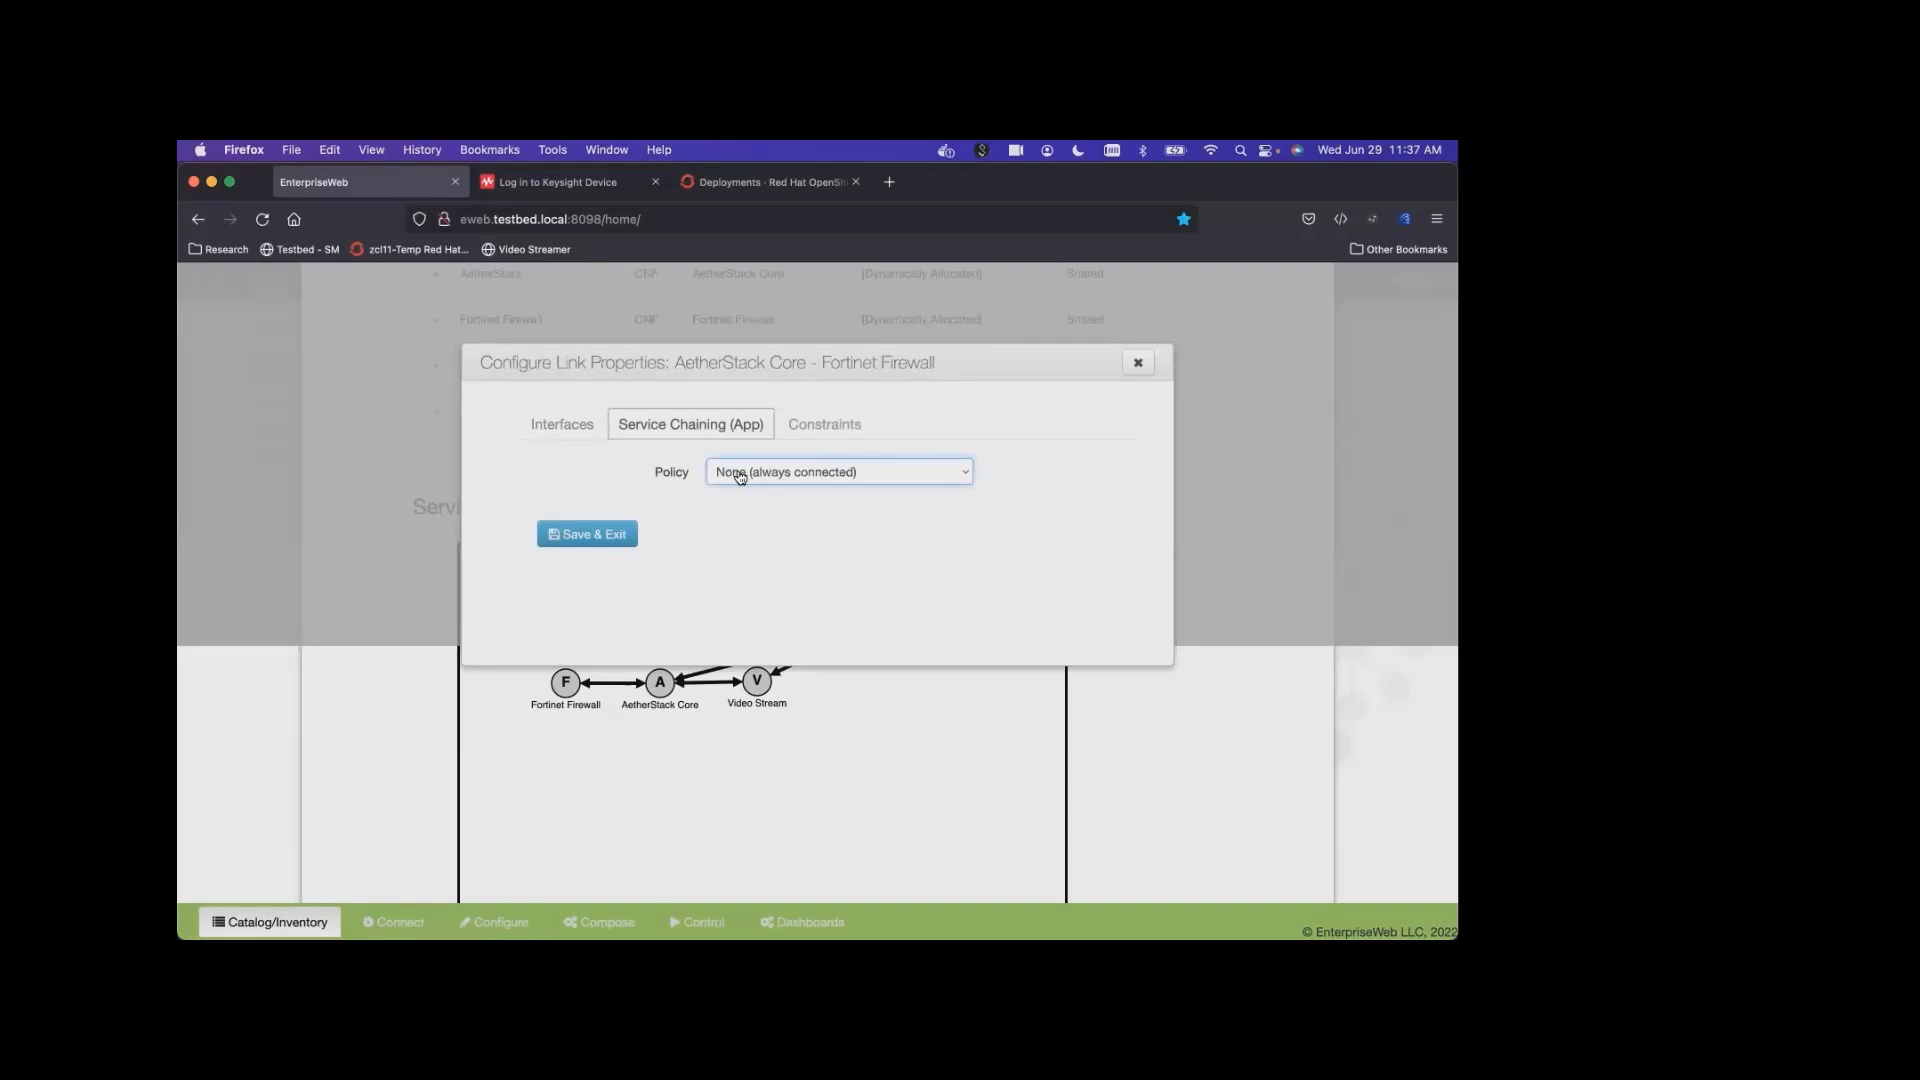 Firefox File Edit View History Bookmarks Tools Window Help Wed Jun 29 11:37 AM
EnterpriseWeb Log in to Keysight Device Deployments · Red Hat OpenShi
eweb.testbed.local:8098/home/
Research Testbed - SM zcl11-Temp Red Hat... Video Streamer Other Bookmarks
AetherStack CNF AetherStack Core [Dynamically Allocated] Shared
Fortinet Firewall CNF Fortinet Firewall [Dynamically Allocated] Shared
Configure Link Properties: AetherStack Core - Fortinet Firewall
Interfaces Service Chaining (App) Constraints
Policy None (always connected)
Servi
Save & Exit
F A V
Fortinet Firewall AetherStack Core Video Stream
Catalog/Inventory Connect Configure Compose Control Dashboards
© EnterpriseWeb LLC, 2022